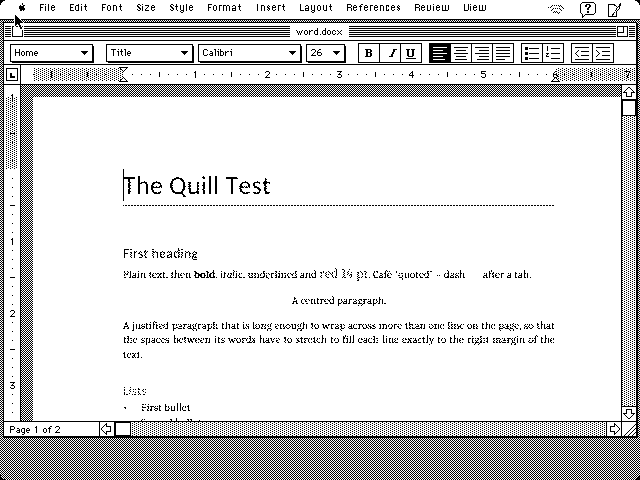 File Edit Font Size Style Format Insert Layout References Review View
word.docx
Home Title Calibri 26 B I U
L 1 2 3 4 5 6 7
The Quill Test
First heading
Plain text, then bold, italic, underlined and red 14 pt. Café 'quoted' – dash after a tab.
A centred paragraph.
A justified paragraph that is long enough to wrap across more than one line on the page, so that
the spaces between its words have to stretch to fill each line exactly to the right margin of the
text.
Lists
• First bullet
1
2
3
Page 1 of 2